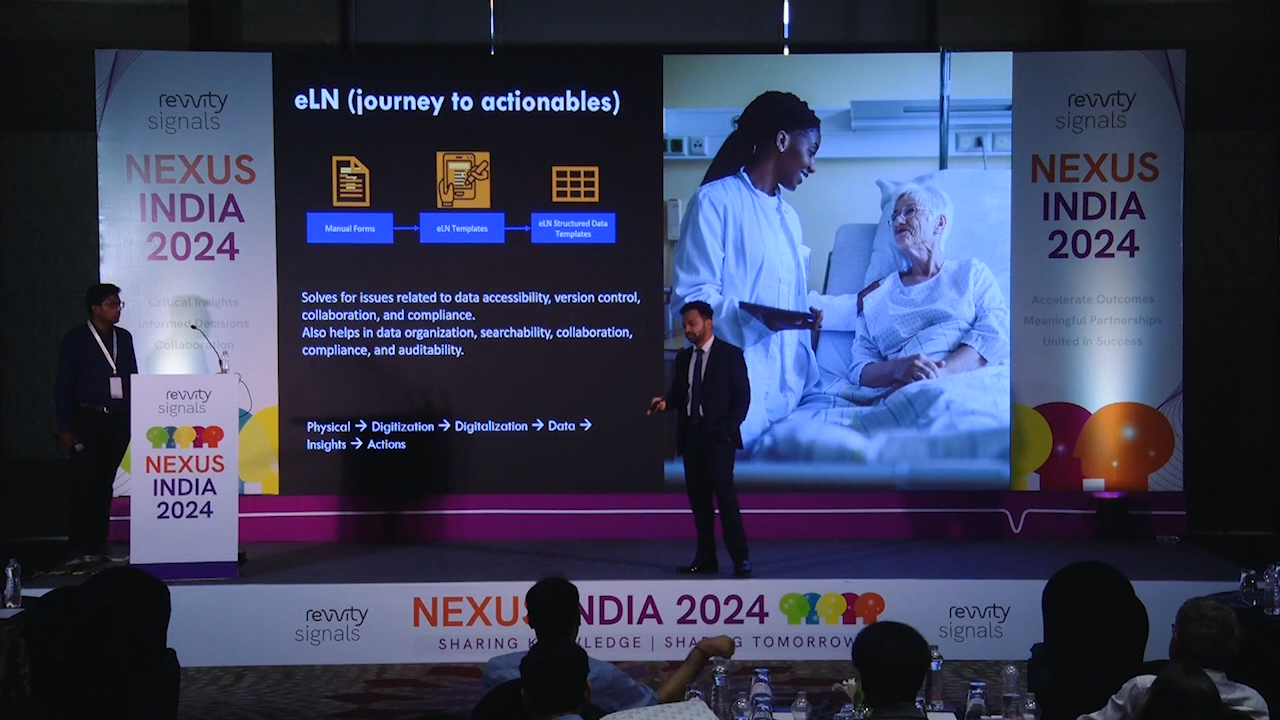 revvity
signals
NEXUS
INDIA
2024
Critical Insights
Informed Decisions
Collaboration
eLN (journey to actionables)
Manual Forms
eLN Templates
eLN Structured Data
Templates
Solves for issues related to data accessibility, version control,
collaboration, and compliance.
Also helps in data organization, searchability, collaboration,
compliance, and auditability.
Physical → Digitization → Digitalization → Data →
Insights → Actions
revvity
signals
NEXUS
INDIA
2024
Accelerate Outcomes
Meaningful Partnerships
United in Success
revvity
signals
NEXUS
INDIA
2024
revvity
signals
NEXUS INDIA 2024
SHARING KNOWLEDGE | SHARING TOMORROW
revvity
signals